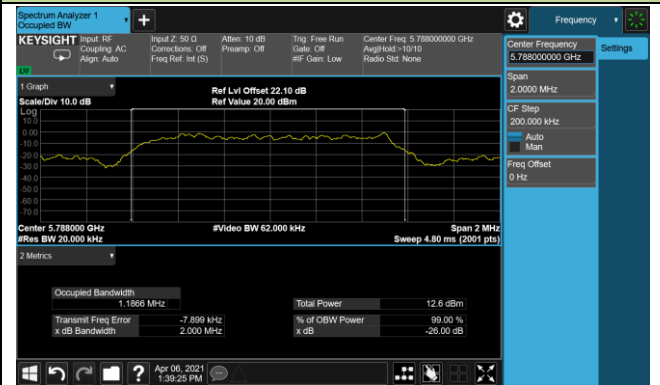 Spectrum Analyzer 1
Occupied BW
Frequency
KEYSIGHT
Input: RF
Coupling: AC
Align: Auto
Input Z: 50 Ω
Corrections: Off
Freq Ref: Int (S)
Atten: 10 dB
Preamp: Off
Trig: Free Run
Gate: Off
#IF Gain: Low
Center Freq: 5.788000000 GHz
Avg|Hold:>10/10
Radio Std: None
Center Frequency
5.788000000 GHz
Settings
Span
2.0000 MHz
CF Step
200.000 kHz
Auto
Man
Freq Offset
0 Hz
1 Graph
Scale/Div 10.0 dB
Ref Lvl Offset 22.10 dB
Ref Value 20.00 dBm
Log
10.0
0.00
-10.0
-20.0
-30.0
-40.0
-50.0
-60.0
-70.0
Center 5.788000 GHz
#Res BW 20.000 kHz
#Video BW 62.000 kHz
Span 2 MHz
Sweep 4.80 ms (2001 pts)
2 Metrics
Occupied Bandwidth
1.1866 MHz
Total Power 12.6 dBm
Transmit Freq Error -7.899 kHz
% of OBW Power 99.00 %
x dB Bandwidth 2.000 MHz
x dB -26.00 dB
Apr 06, 2021
1:39:25 PM